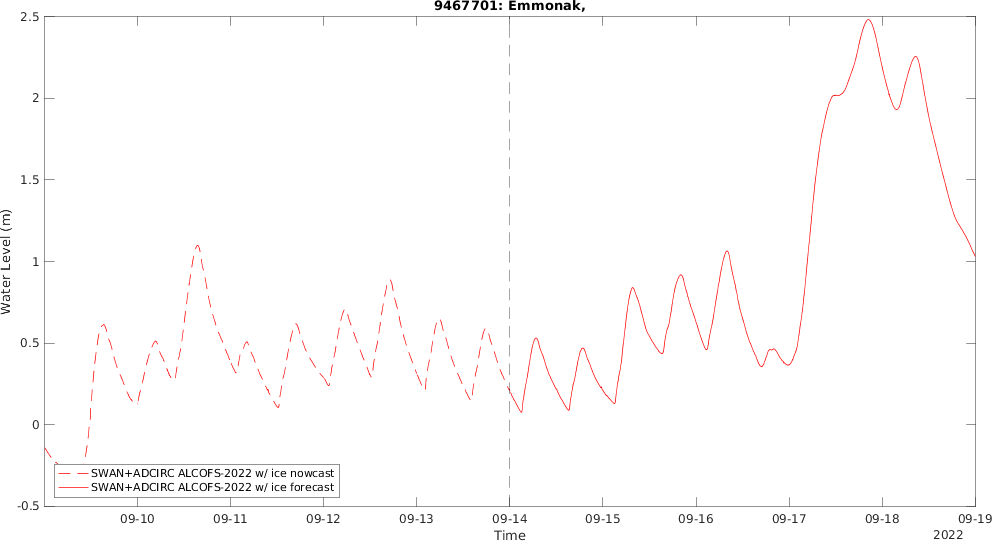 9467701: Emmonak,
2.5
2
1.5
1
0.5
0
-0.5
Water Level (m)
SWAN+ADCIRC ALCOFS-2022 w/ ice nowcast
SWAN+ADCIRC ALCOFS-2022 w/ ice forecast
09-10 09-11 09-12 09-13 09-14 09-15 09-16 09-17 09-18 09-19
Time
2022